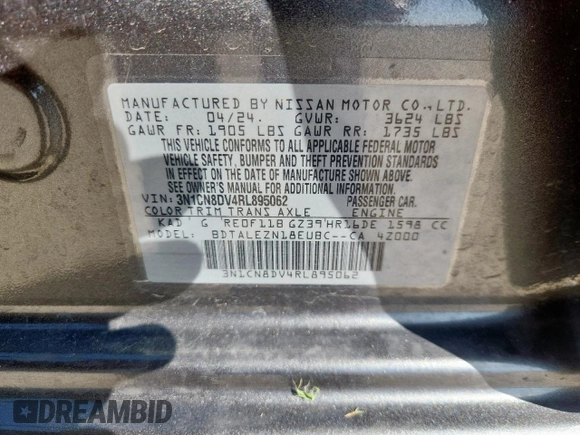 MANUFACTURED BY NISSAN MOTOR CO., LTD.
DATE: 04/24. GVWR: 3624 LBS
GAWR FR: 1905 LBS GAWR RR: 1735 LBS
THIS VEHICLE CONFORMS TO ALL APPLICABLE FEDERAL MOTOR
VEHICLE SAFETY, BUMPER AND THEFT PREVENTION STANDARDS
IN EFFECT ON THE DATE OF MANUFACTURE SHOWN ABOVE.
SEE OWNER'S MANUAL FOR ADDITIONAL INFORMATION
VIN: 3N1CN8DV4RL895062 PASSENGER CAR.
COLOR TRIM TRANS AXLE ENGINE
KAD G RE0F11B GZ39 HR16DE 1598 CC
MODEL: BDTALEZN18EUBC--CA 4Z000
3N1CN8DV4RL895062
DREAMBID